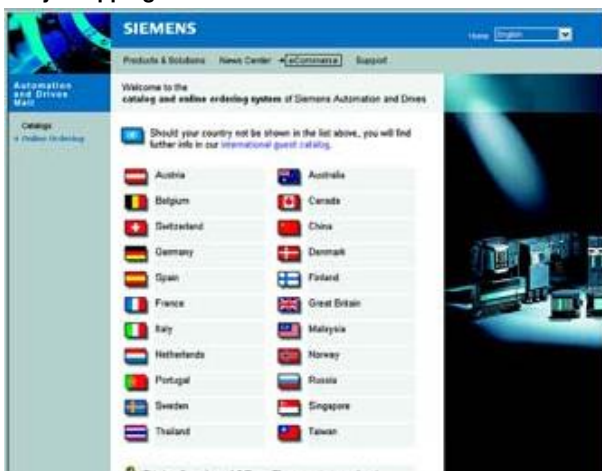 SIEMENS
Home English
Products & Solutions News Center eCommerce Support
Automation
and Drives
Mall
Catalogs
Online Ordering
Welcome to the
catalog and online ordering system of Siemens Automation and Drives
Should your country not be shown in the list above, you will find
further info in our international guest catalog.
Austria Australia
Belgium Canada
Switzerland China
Germany Denmark
Spain Finland
France Great Britain
Italy Malaysia
Netherlands Norway
Portugal Russia
Sweden Singapore
Thailand Taiwan